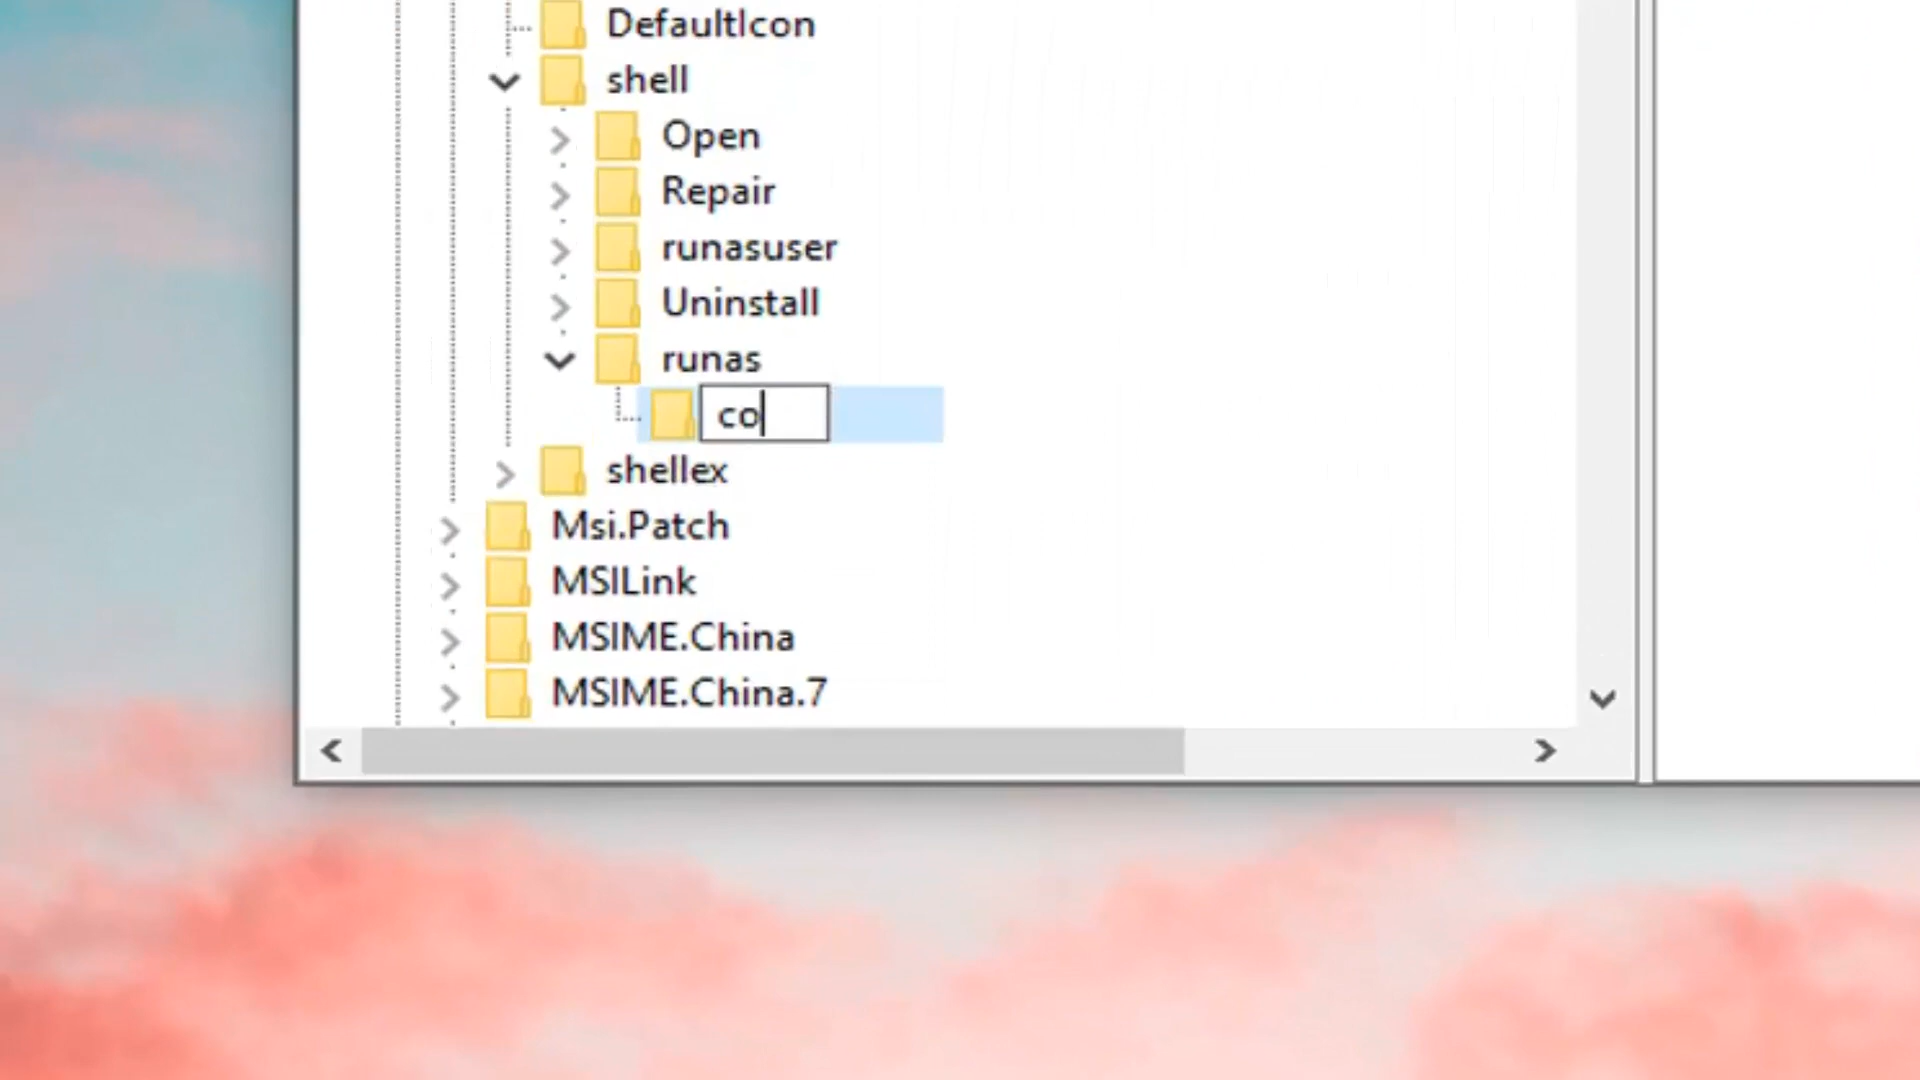 DefaultIcon
shell
Open
Repair
runasuser
Uninstall
runas
co
shellex
Msi.Patch
MSILink
MSIME.China
MSIME.China.7